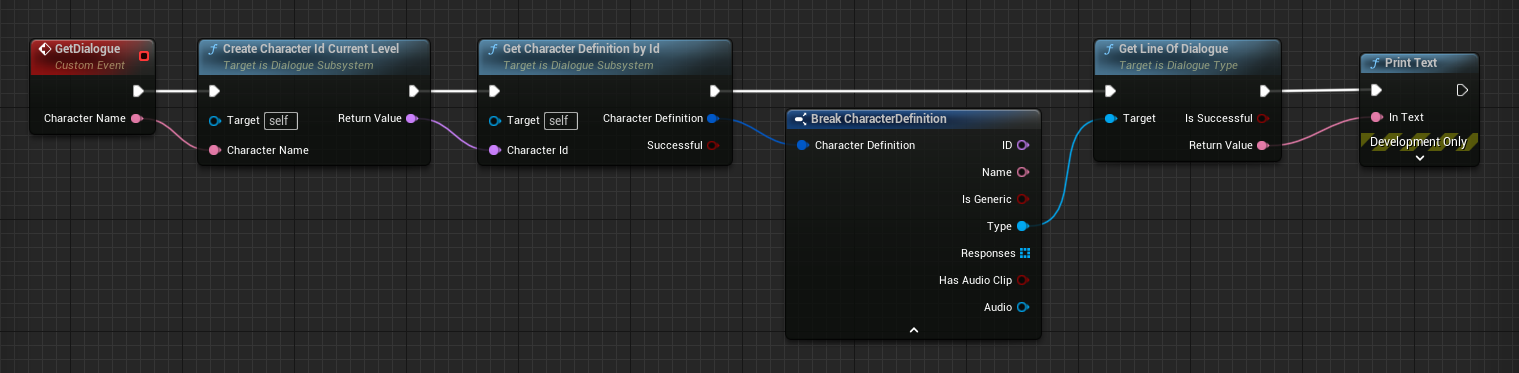 GetDialogue
Custom Event
Character Name
Create Character Id Current Level
Target is Dialogue Subsystem
Target self
Return Value
Character Name
Get Character Definition by Id
Target is Dialogue Subsystem
Target self
Character Definition
Character Id
Successful
Break CharacterDefinition
Character Definition
ID
Name
Is Generic
Type
Responses
Has Audio Clip
Audio
Get Line Of Dialogue
Target is Dialogue Type
Target
Is Successful
Return Value
Print Text
In Text
Development Only